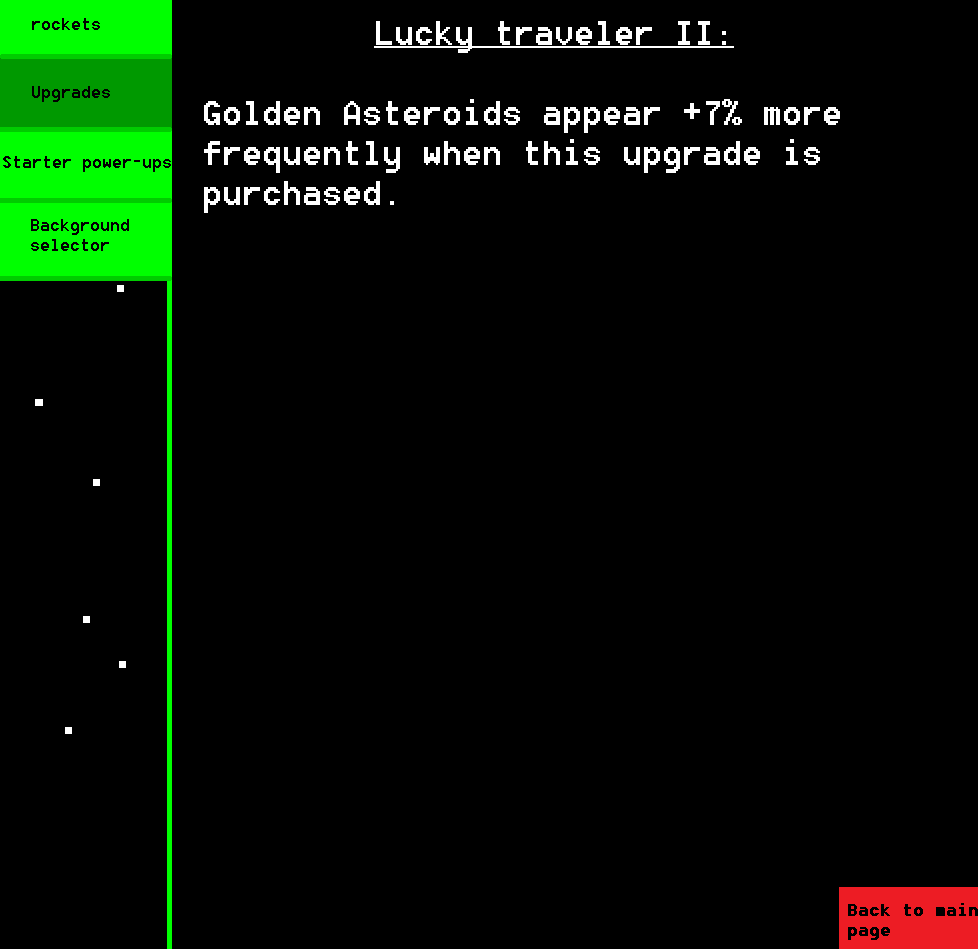 rockets
Upgrades
Starter power-ups
Background
selector
Lucky traveler II:
Golden Asteroids appear +7% more
frequently when this upgrade is
purchased.
Back to main
page